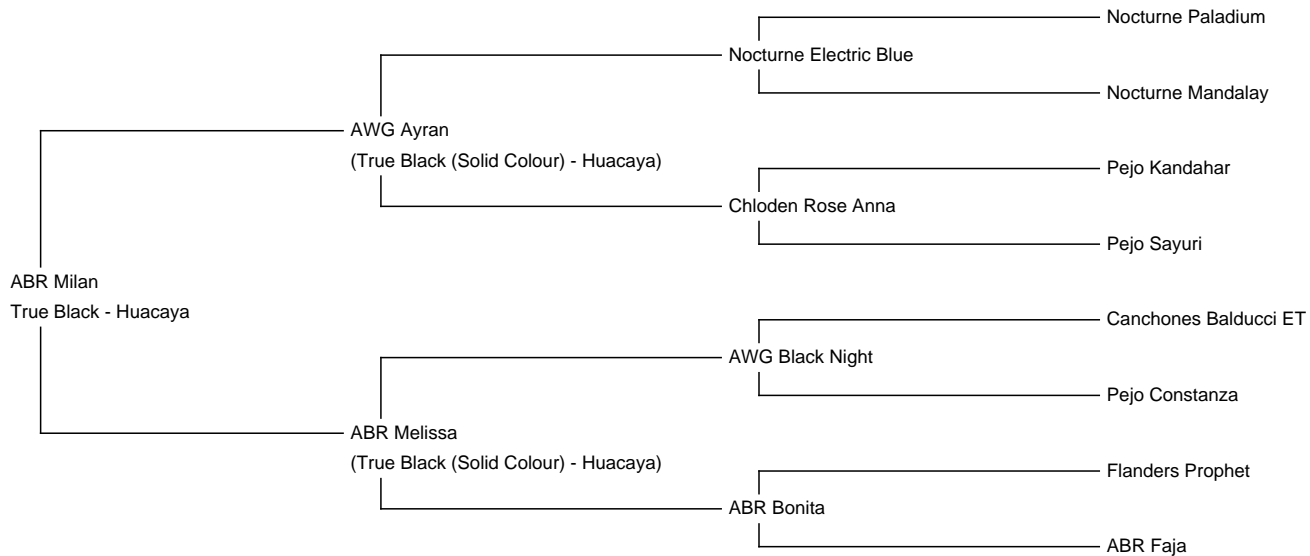 Nocturne Paladium
Nocturne Electric Blue
Nocturne Mandalay
AWG Ayran
(True Black (Solid Colour) - Huacaya)
Pejo Kandahar
Chloden Rose Anna
Pejo Sayuri
ABR Milan
True Black - Huacaya
Canchones Balducci ET
AWG Black Night
Pejo Constanza
ABR Melissa
(True Black (Solid Colour) - Huacaya)
Flanders Prophet
ABR Bonita
ABR Faja